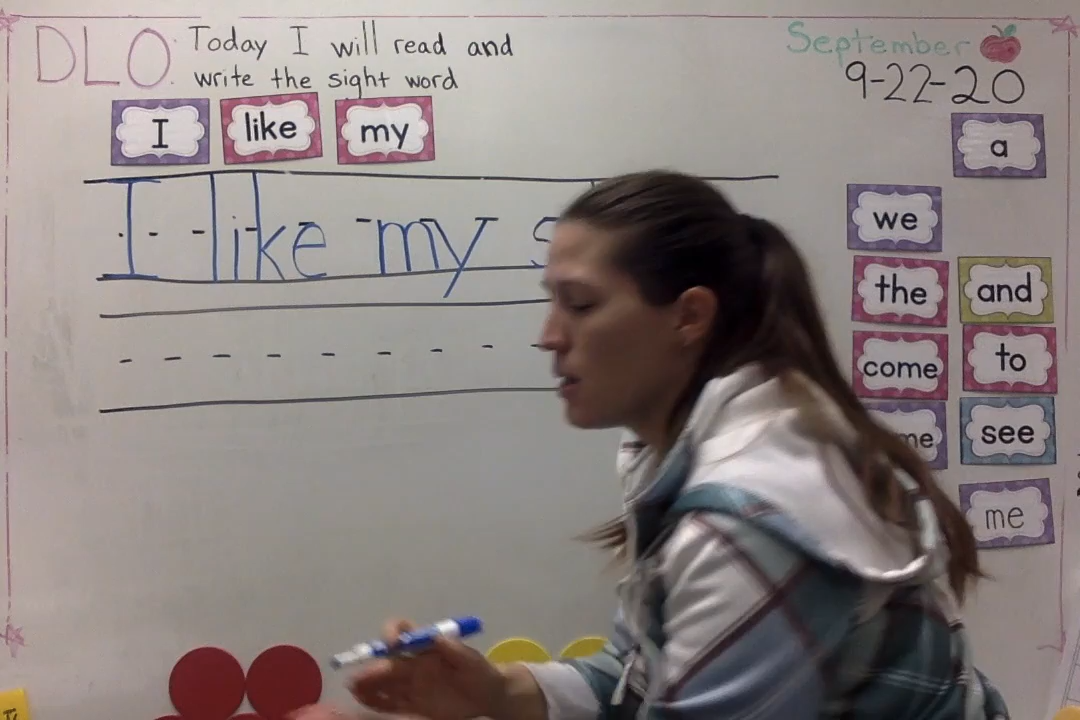 DLO: Today I will read and
write the sight word
I like my
I like my
September
9-22-20
a
we
the and
come to
see
me